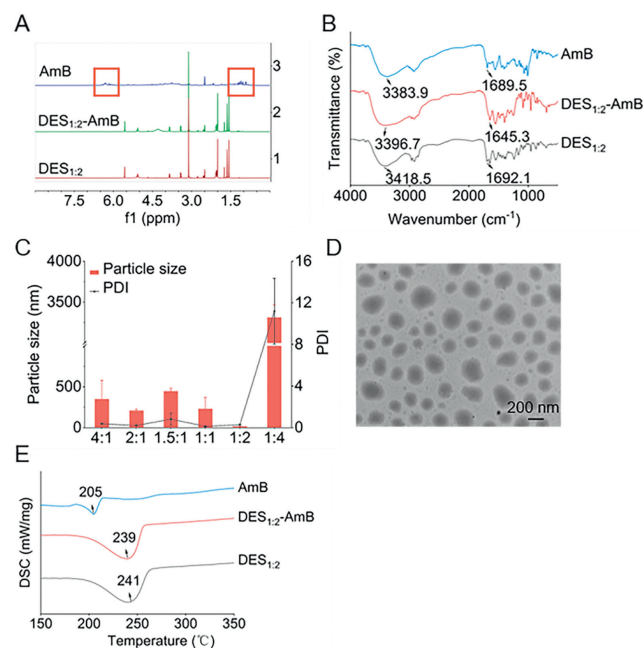 A
AmB
3
DES1:2-AmB
2
DES1:2
1
9.5 6.0 3.0 1.0
f1 (ppm)
B
Transmittance (%)
AmB
3383.9 1689.5
DES1:2-AmB
3396.7 1645.3
DES1:2
3418.5 1692.1
4000 3000 2000 1000
Wavenumber (cm-1)
C
Particle size
PDI
Particle size (nm)
4000
3500
500
0
PDI
16
12
8
4
0
4:1 2:1 1.5:1 1:1 1:2 1:4
D
200 nm
E
DSC (mW/mg)
205
AmB
239
DES1:2-AmB
241
DES1:2
150 200 250 300 350
Temperature (℃)